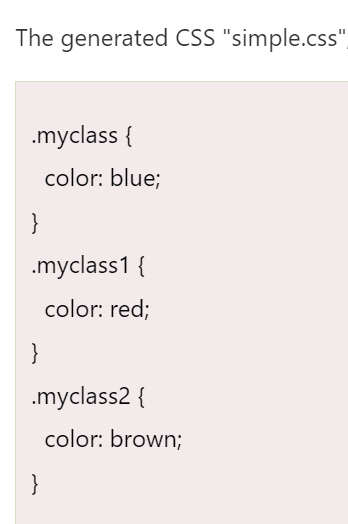 The generated CSS "simple.css",
.myclass {
color: blue;
}
.myclass1 {
color: red;
}
.myclass2 {
color: brown;
}